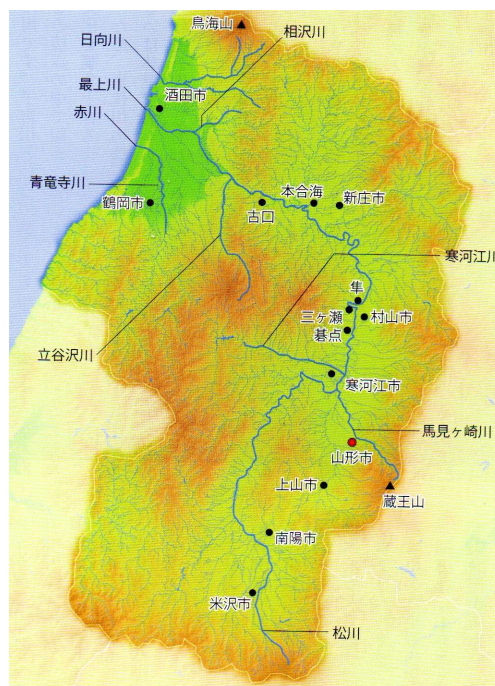 鳥海山
相沢川
日向川
最上川
酒田市
赤川
青竜寺川
鶴岡市
古口
本合海
新庄市
寒河江川
隼
三ヶ瀬
碁点
村山市
立谷沢川
寒河江市
馬見ヶ崎川
山形市
上山市
蔵王山
南陽市
米沢市
松川